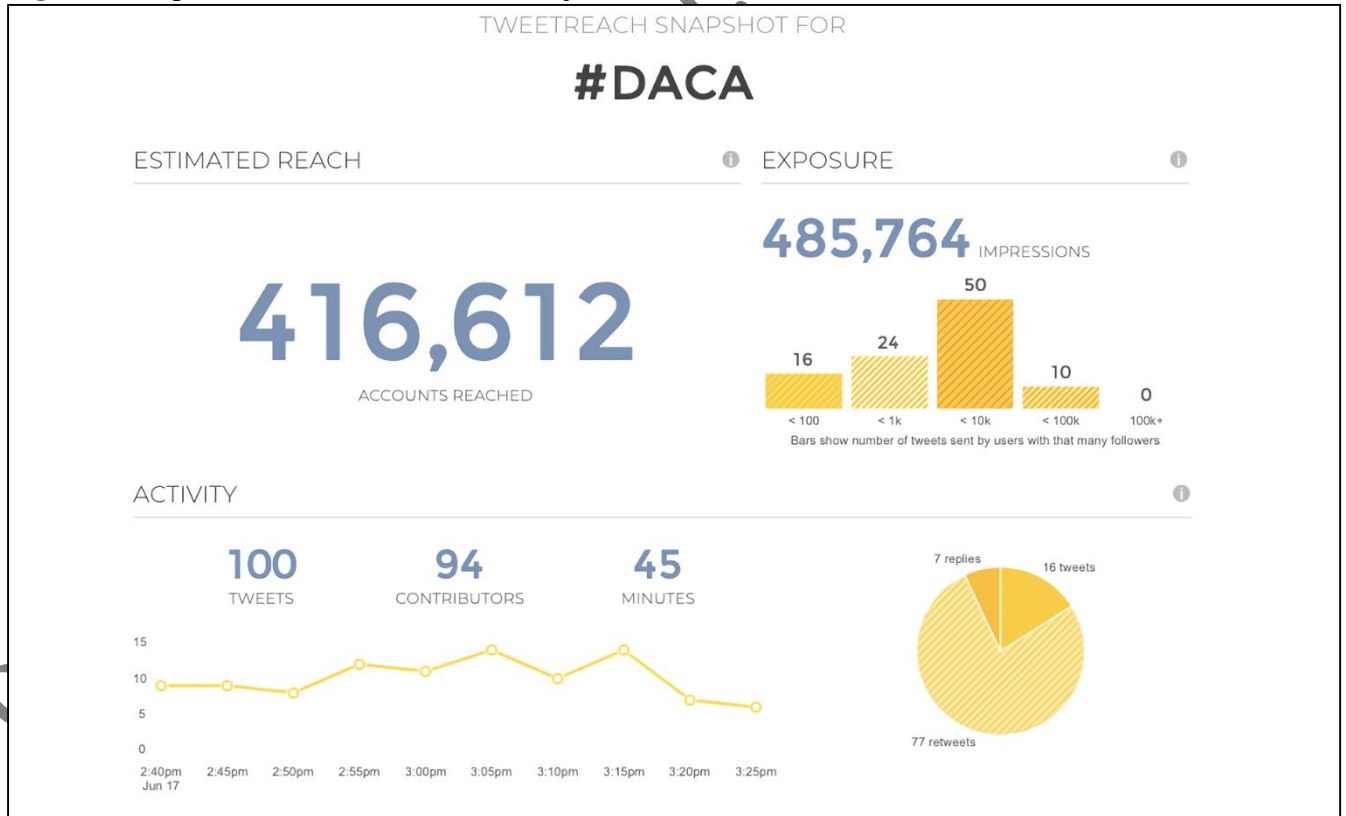 TWEETREACH SNAPSHOT FOR
#DACA
ESTIMATED REACH
416,612
ACCOUNTS REACHED
EXPOSURE
485,764 IMPRESSIONS
16
24
50
10
0
< 100
< 1k
< 10k
< 100k
100k+
Bars show number of tweets sent by users with that many followers
ACTIVITY
100
TWEETS
94
CONTRIBUTORS
45
MINUTES
15
10
5
0
2:40pm
Jun 17
2:45pm
2:50pm
2:55pm
3:00pm
3:05pm
3:10pm
3:15pm
3:20pm
3:25pm
7 replies
16 tweets
77 retweets